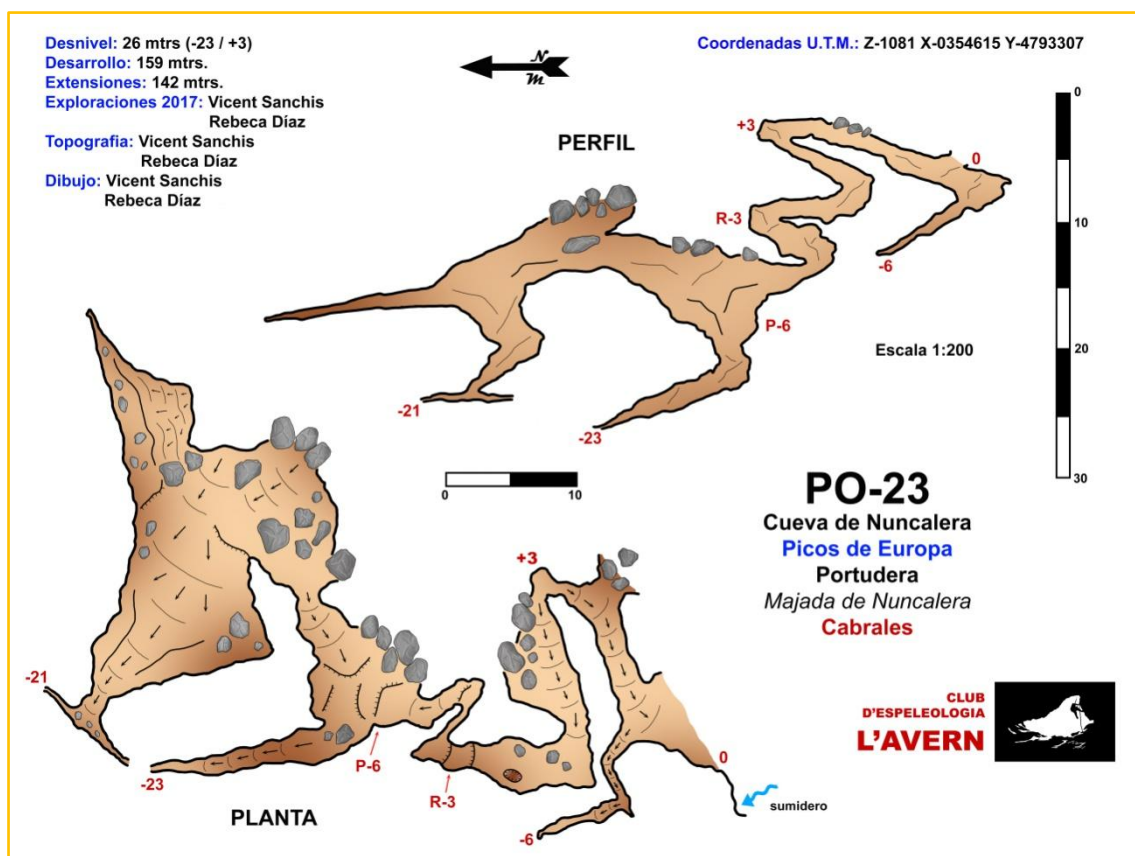 Desnivel: 26 mtrs (-23 / +3)
Desarrollo: 159 mtrs.
Extensiones: 142 mtrs.
Exploraciones 2017: Vicent Sanchis
Rebeca Díaz
Topografia: Vicent Sanchis
Rebeca Díaz
Dibujo: Vicent Sanchis
Rebeca Díaz
N
m
Coordenadas U.T.M.: Z-1081 X-0354615 Y-4793307
PERFIL
+3
0
R-3
-6
P-6
-21
-23
0
10
20
30
Escala 1:200
0
10
PO-23
Cueva de Nuncalera
Picos de Europa
Portudera
Majada de Nuncalera
Cabrales
+3
-21
-23
P-6
R-3
-6
0
sumidero
PLANTA
CLUB
D'ESPELEOLOGIA
L'AVERN